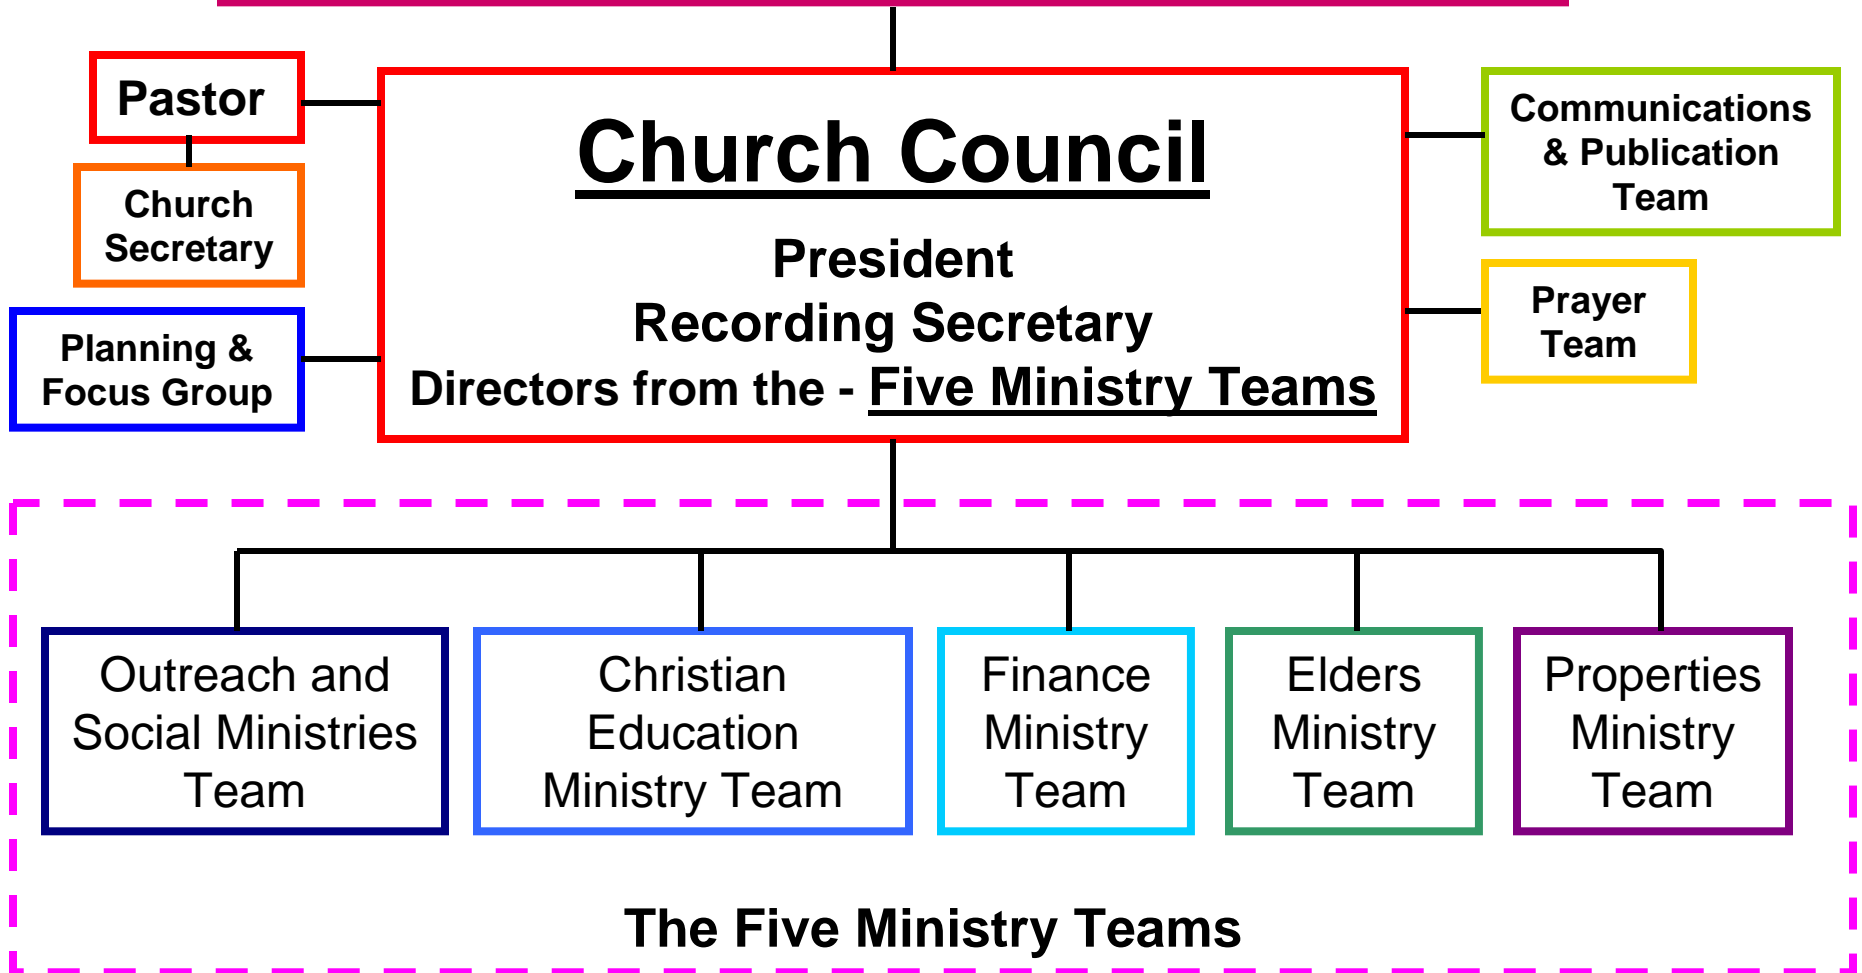 Pastor
Church
Secretary
Planning &
Focus Group
Church Council
President
Recording Secretary
Directors from the - Five Ministry Teams
Communications
& Publication
Team
Prayer
Team
Outreach and
Social Ministries
Team
Christian
Education
Ministry Team
Finance
Ministry
Team
Elders
Ministry
Team
Properties
Ministry
Team
The Five Ministry Teams